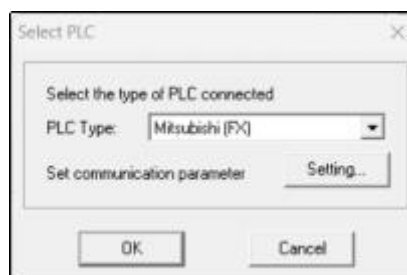 Select PLC
Select the type of PLC connected
PLC Type: Mitsubishi (FX)
Set communication parameter Setting...
OK Cancel